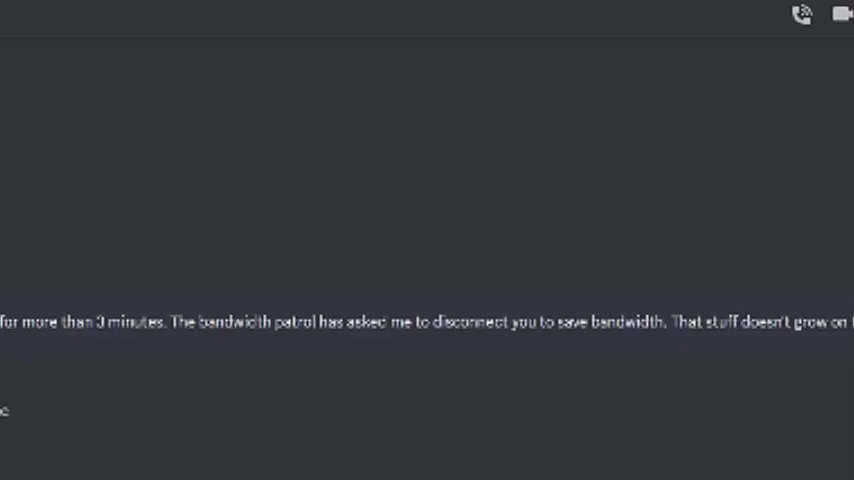 for more than 3 minutes. The bandwidth patrol has asked me to disconnect you to save bandwidth. That stuff doesn't grow on